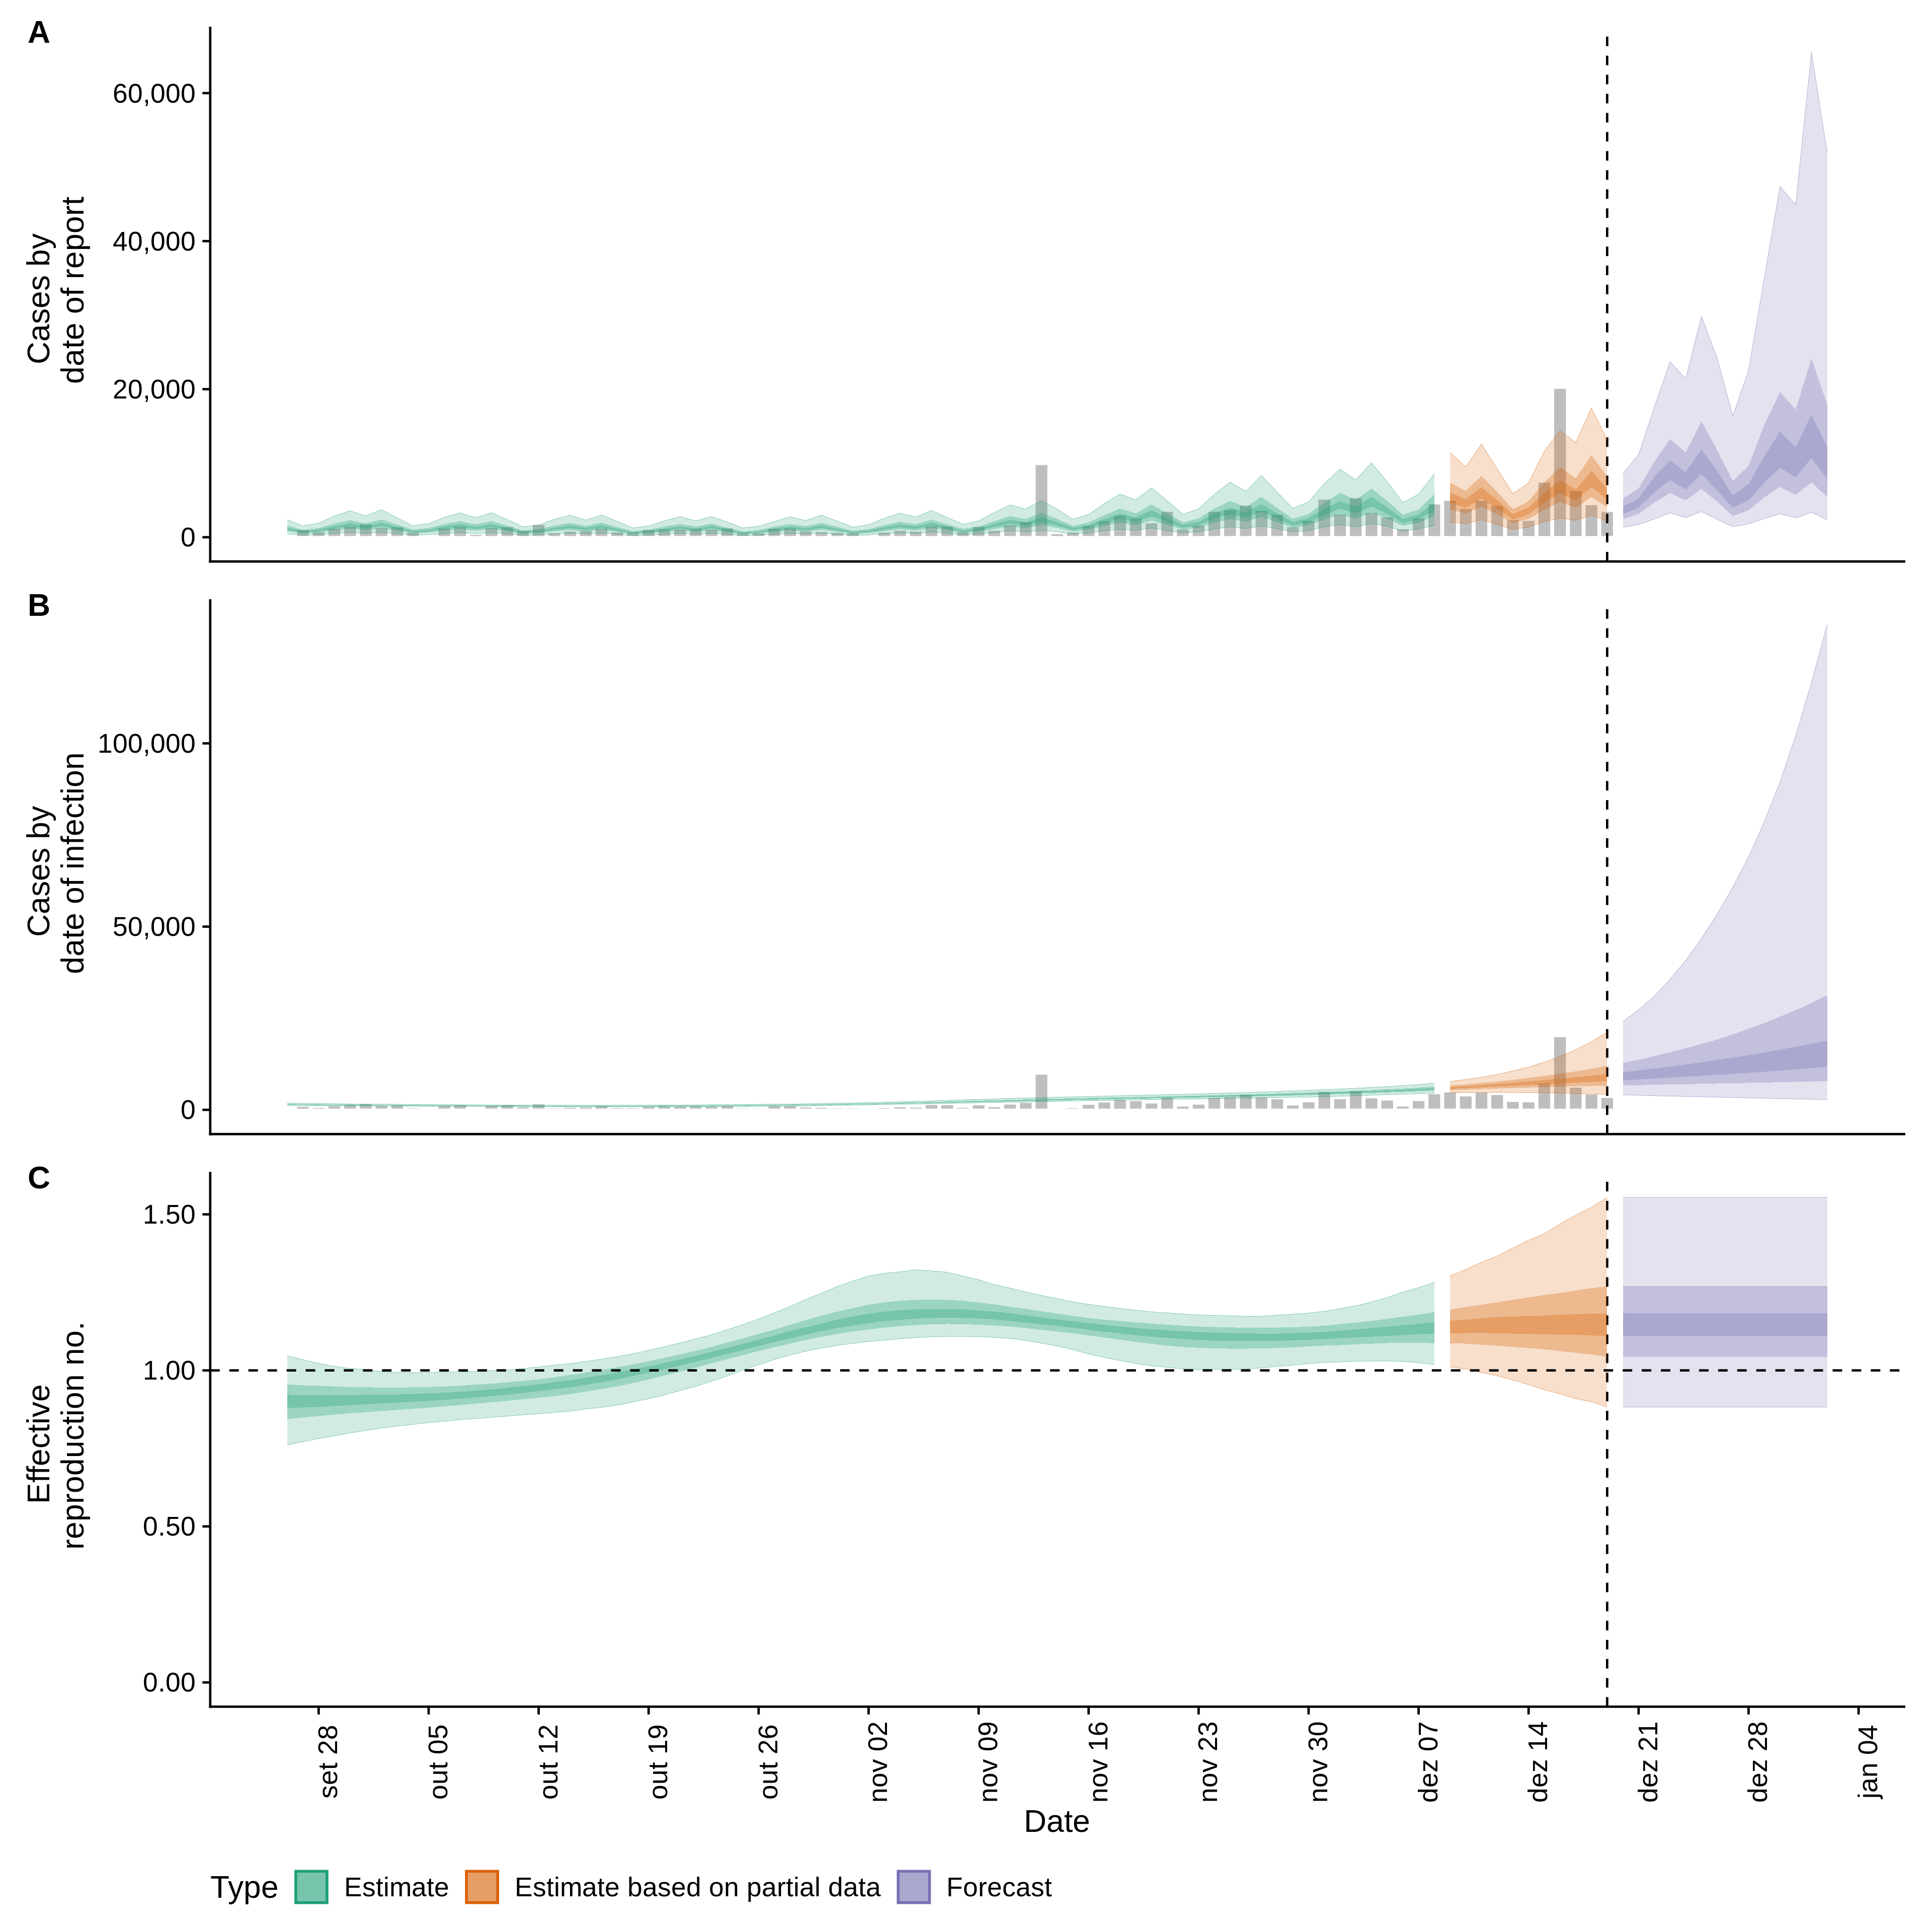 A
60,000
40,000
20,000
0
Cases by
date of report
B
100,000
50,000
0
Cases by
date of infection
C
1.50
1.00
0.50
0.00
Effective
reproduction no.
set 28
out 05
out 12
out 19
out 26
nov 02
nov 09
nov 16
nov 23
nov 30
dez 07
dez 14
dez 21
dez 28
jan 04
Date
Type Estimate Estimate based on partial data Forecast